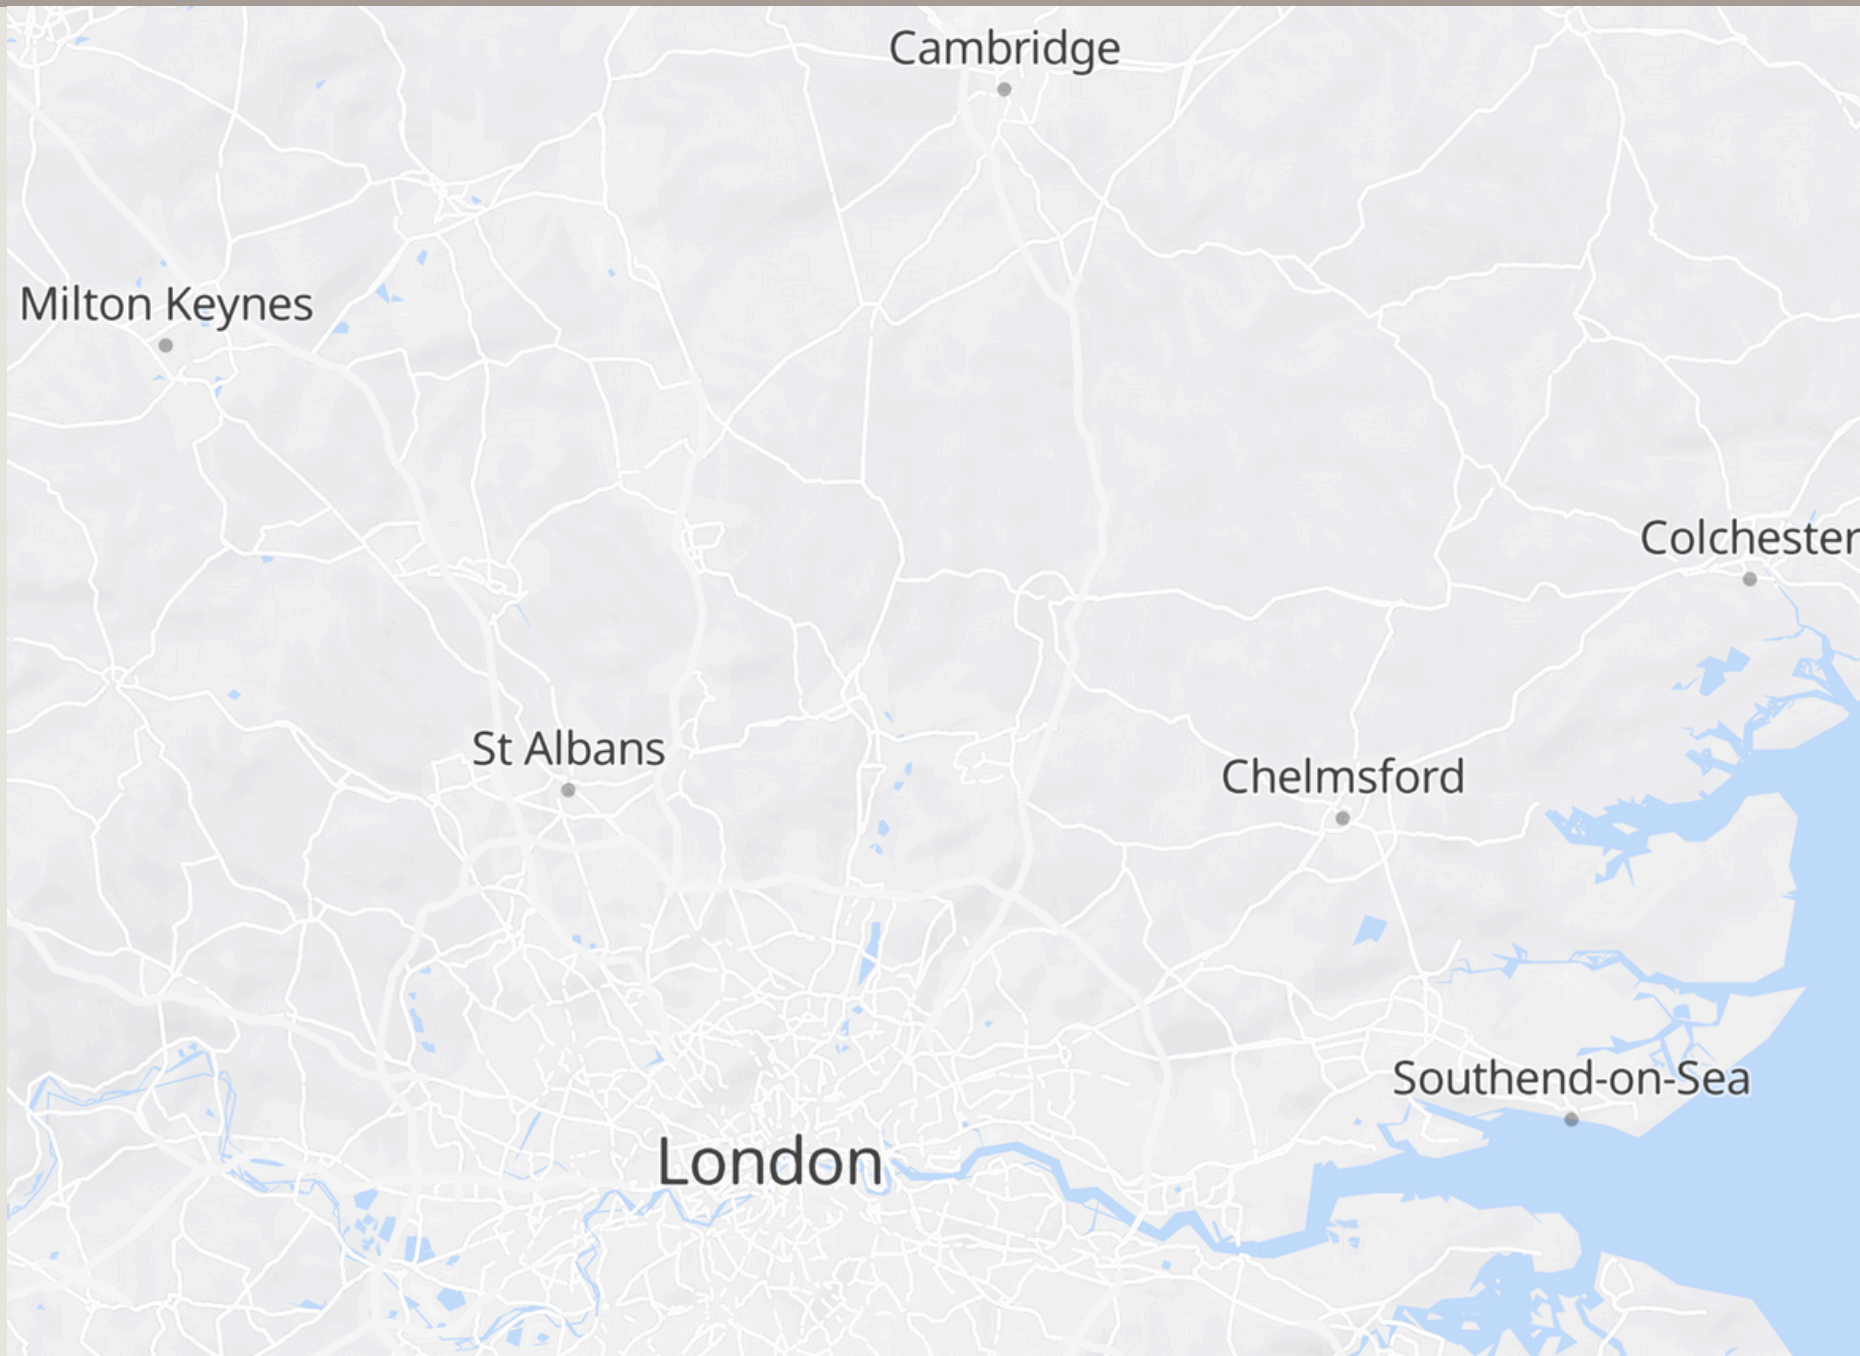 Cambridge
Milton Keynes
Colchester
St Albans
Chelmsford
Southend-on-Sea
London